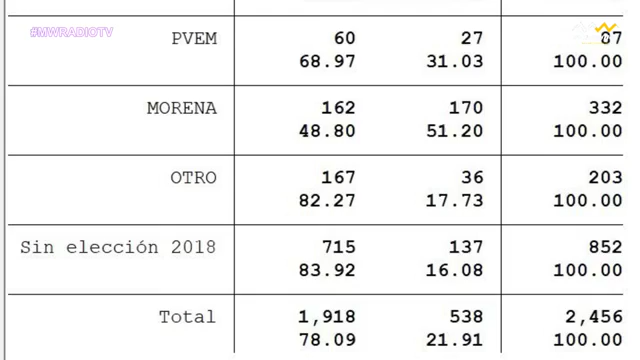 #MWRADIOTV
PVEM 60 27 87
68.97 31.03 100.00
MORENA 162 170 332
48.80 51.20 100.00
OTRO 167 36 203
82.27 17.73 100.00
Sin elección 2018 715 137 852
83.92 16.08 100.00
Total 1,918 538 2,456
78.09 21.91 100.00